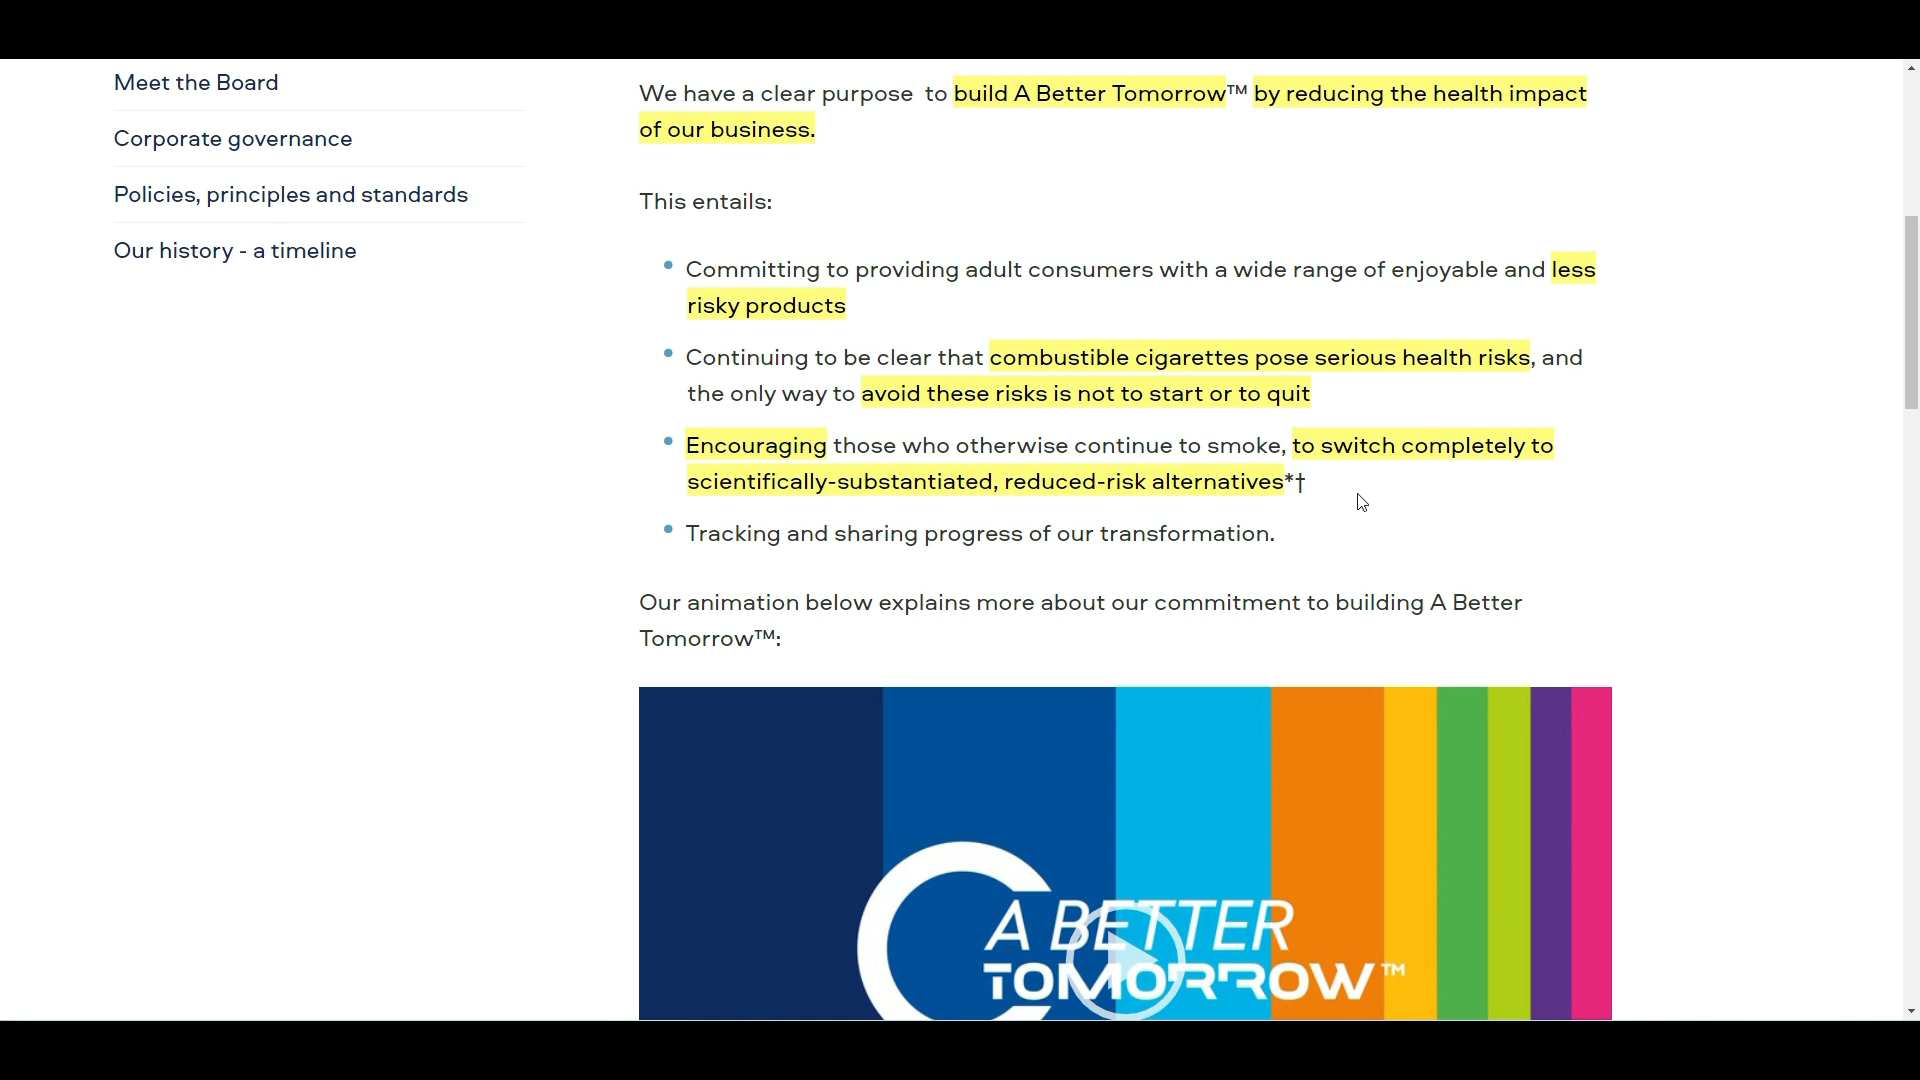 Meet the Board
Corporate governance
Policies, principles and standards
Our history - a timeline
We have a clear purpose to build A Better Tomorrow™ by reducing the health impact
of our business.
This entails:
Committing to providing adult consumers with a wide range of enjoyable and less
risky products
Continuing to be clear that combustible cigarettes pose serious health risks, and
the only way to avoid these risks is not to start or to quit
Encouraging those who otherwise continue to smoke, to switch completely to
scientifically-substantiated, reduced-risk alternatives*†
Tracking and sharing progress of our transformation.
Our animation below explains more about our commitment to building A Better
Tomorrow™:
A BETTER
TOMORROW™